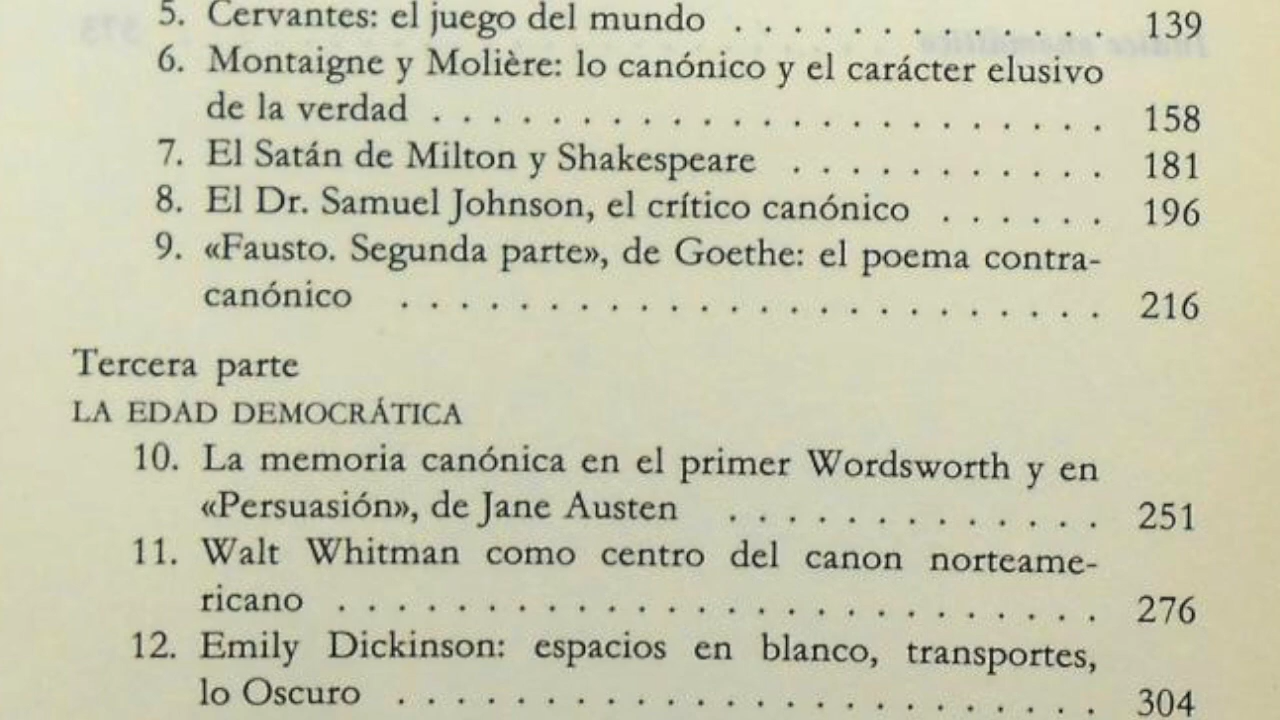 5. Cervantes: el juego del mundo . . . . . . . . . . . . . . 139
6. Montaigne y Molière: lo canónico y el carácter elusivo
de la verdad . . . . . . . . . . . . . . . . . . . . . . . 158
7. El Satán de Milton y Shakespeare . . . . . . . . . . . 181
8. El Dr. Samuel Johnson, el crítico canónico . . . . . . 196
9. «Fausto. Segunda parte», de Goethe: el poema contra-
canónico . . . . . . . . . . . . . . . . . . . . . . . . 216
Tercera parte
LA EDAD DEMOCRÁTICA
10. La memoria canónica en el primer Wordsworth y en
«Persuasión», de Jane Austen . . . . . . . . . . . . . 251
11. Walt Whitman como centro del canon norteame-
ricano . . . . . . . . . . . . . . . . . . . . . . . . . . 276
12. Emily Dickinson: espacios en blanco, transportes,
lo Oscuro . . . . . . . . . . . . . . . . . . . . . . . . 304